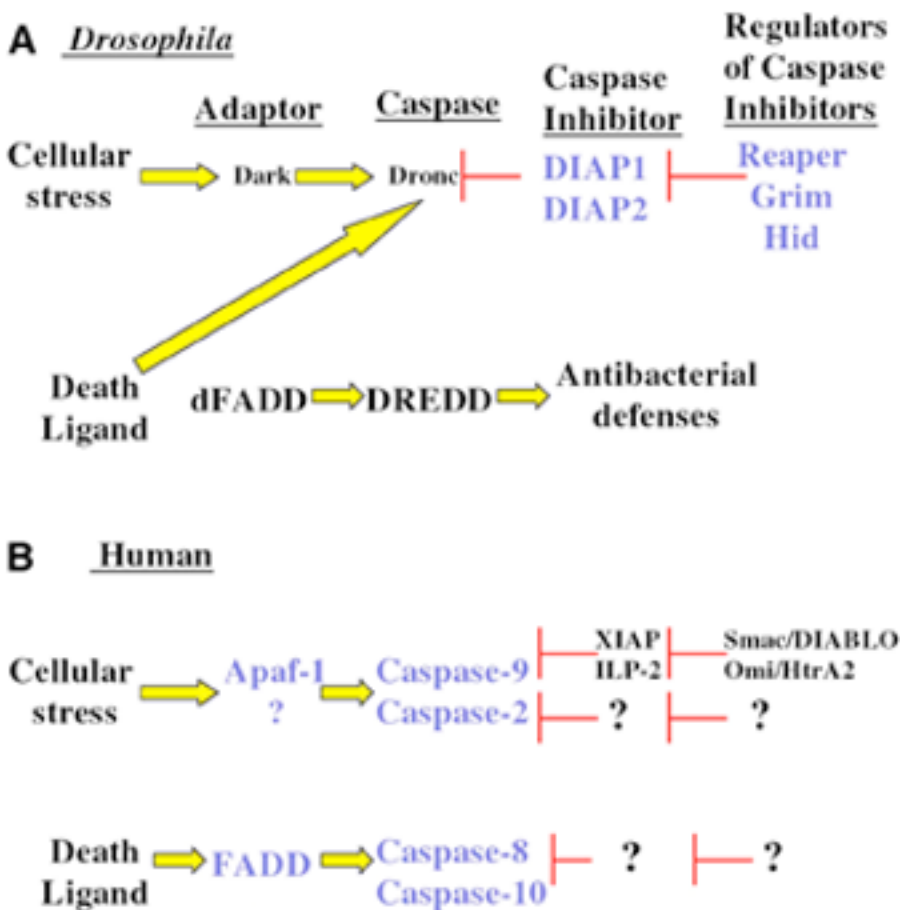 A Drosophila
Adaptor
Caspase
Caspase
Inhibitor
Regulators
of Caspase
Inhibitors
Cellular
stress
Dark
Dronc
DIAP1
DIAP2
Reaper
Grim
Hid
Death
Ligand
dFADD
DREDD
Antibacterial
defenses
B Human
Cellular
stress
Apaf-1
?
Caspase-9
Caspase-2
XIAP
ILP-2
?
Smac/DIABLO
Omi/HtrA2
?
Death
Ligand
FADD
Caspase-8
Caspase-10
?
?